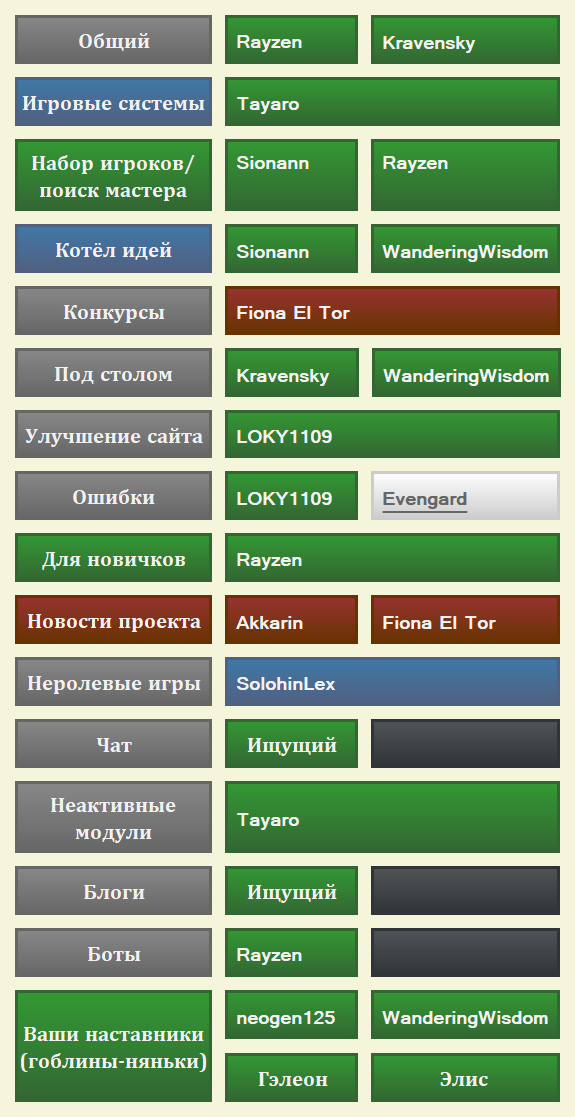 Общий
Rayzen
Kravensky
Игровые системы
Tayaro
Набор игроков/
поиск мастера
Sionann
Rayzen
Котёл идей
Sionann
WanderingWisdom
Конкурсы
Fiona El Tor
Под столом
Kravensky
WanderingWisdom
Улучшение сайта
LOKY1109
Ошибки
LOKY1109
Evengard
Для новичков
Rayzen
Новости проекта
Akkarin
Fiona El Tor
Неролевые игры
SolohinLex
Чат
Ищущий
Неактивные
модули
Tayaro
Блоги
Ищущий
Боты
Rayzen
Ваши наставники
(гоблины-няньки)
neogen125
WanderingWisdom
Гэлеон
Элис